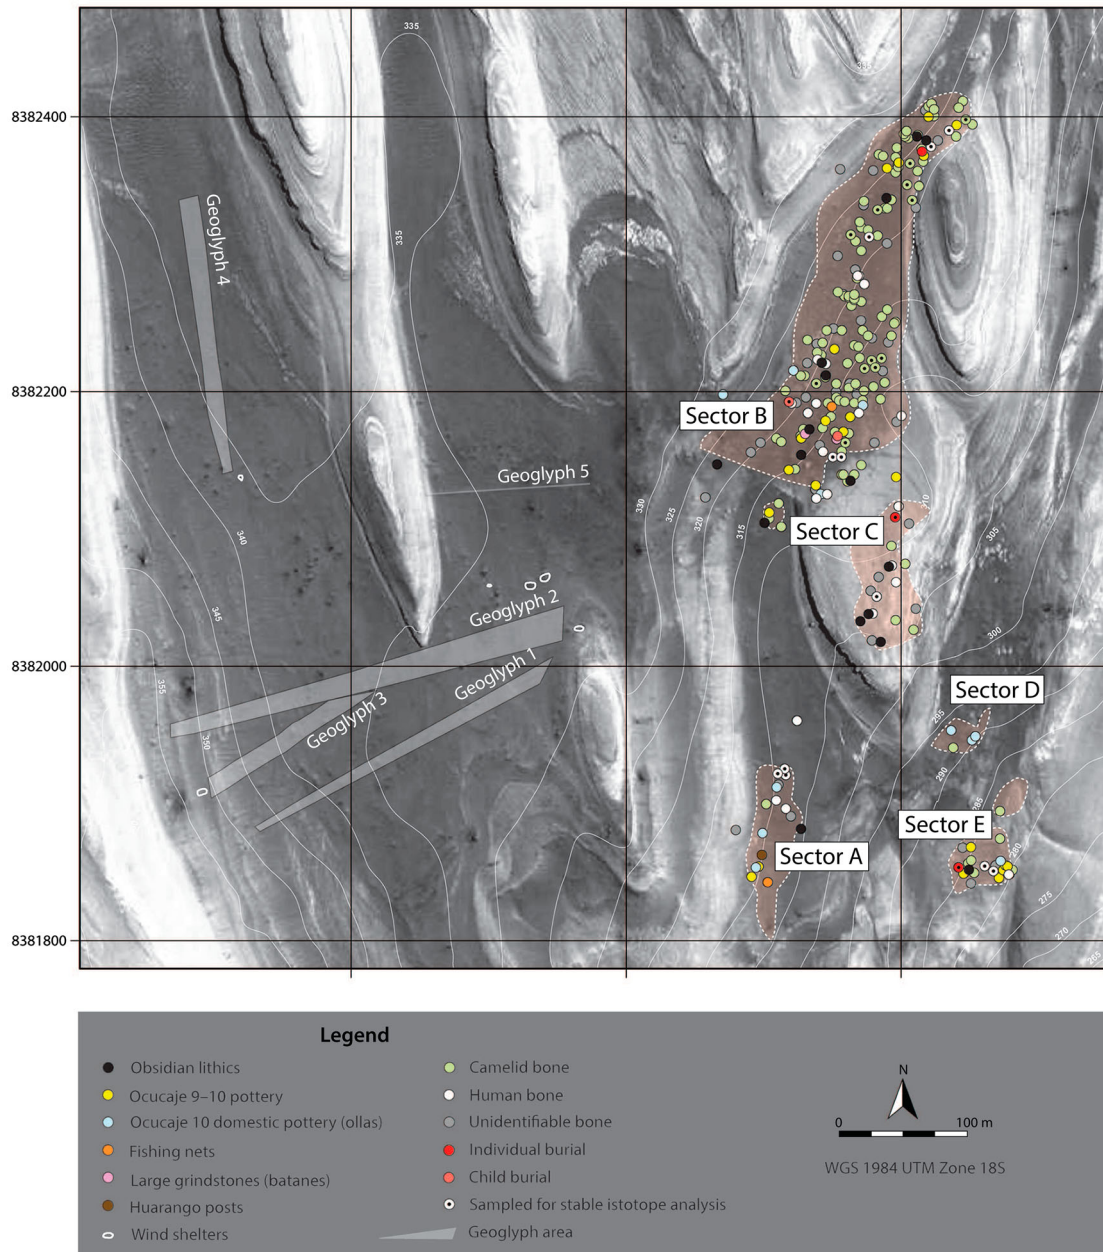 335
335
8382400
Geoglyph 4
335
8382200
Sector B
Geoglyph 5
330
325
320
315
310
Sector C
305
340
Geoglyph 2
345
300
8382000
Geoglyph 1
Sector D
355
Geoglyph 3
295
350
290
285
Sector E
280
Sector A
275
8381800
270
265
Legend
Obsidian lithics
Ocucaje 9–10 pottery
Ocucaje 10 domestic pottery (ollas)
Fishing nets
Large grindstones (batanes)
Huarango posts
Wind shelters
Camelid bone
Human bone
Unidentifiable bone
Individual burial
Child burial
Sampled for stable istotope analysis
Geoglyph area
N
0 100 m
WGS 1984 UTM Zone 18S